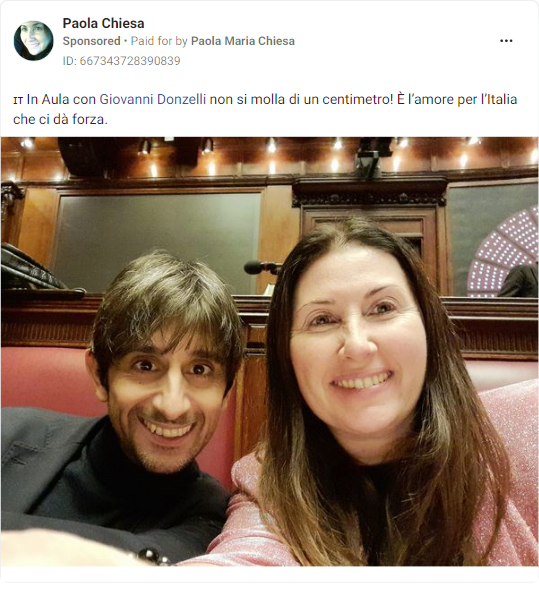 Paola Chiesa
Sponsored • Paid for by Paola Maria Chiesa
ID: 667343728390839
ɪᴛ In Aula con Giovanni Donzelli non si molla di un centimetro! È l’amore per l’Italia
che ci dà forza.